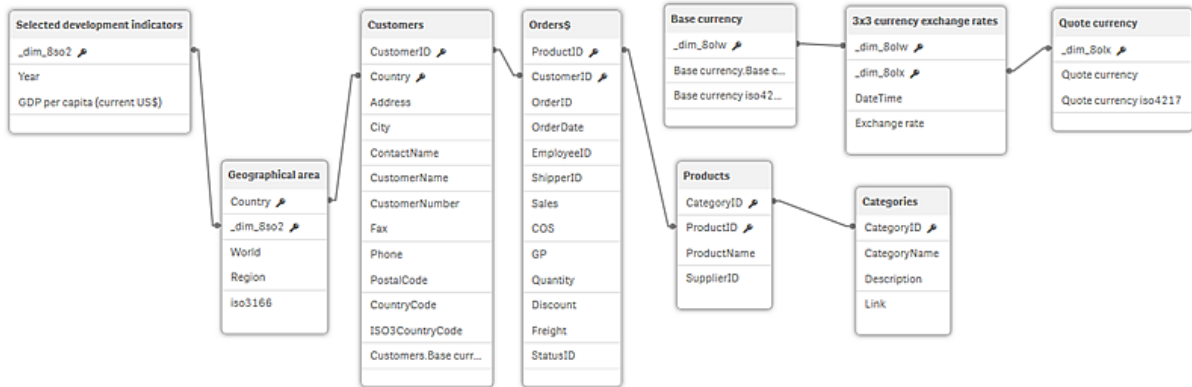 Selected development indicators
_dim_8so2
Year
GDP per capita (current US$)
Geographical area
Country
_dim_8so2
World
Region
iso3166
Customers
CustomerID
Country
Address
City
ContactName
CustomerName
CustomerNumber
Fax
Phone
PostalCode
CountryCode
ISO3CountryCode
Customers.Base curr...
Orders$
ProductID
CustomerID
OrderID
OrderDate
EmployeeID
ShipperID
Sales
COS
GP
Quantity
Discount
Freight
StatusID
Base currency
_dim_8olw
Base currency.Base c...
Base currency iso42...
3x3 currency exchange rates
_dim_8olw
_dim_8olx
DateTime
Exchange rate
Quote currency
_dim_8olx
Quote currency
Quote currency iso4217
Products
CategoryID
ProductID
ProductName
SupplierID
Categories
CategoryID
CategoryName
Description
Link